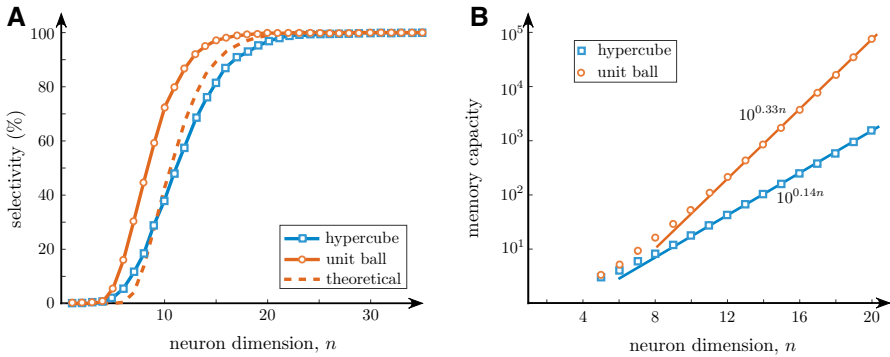 A
selectivity (%)
100
80
60
40
20
0
0
10
20
30
neuron dimension, n
hypercube
unit ball
theoretical
B
memory capacity
10^5
10^4
10^3
10^2
10^1
4
8
12
16
20
neuron dimension, n
hypercube
unit ball
10^0.33n
10^0.14n